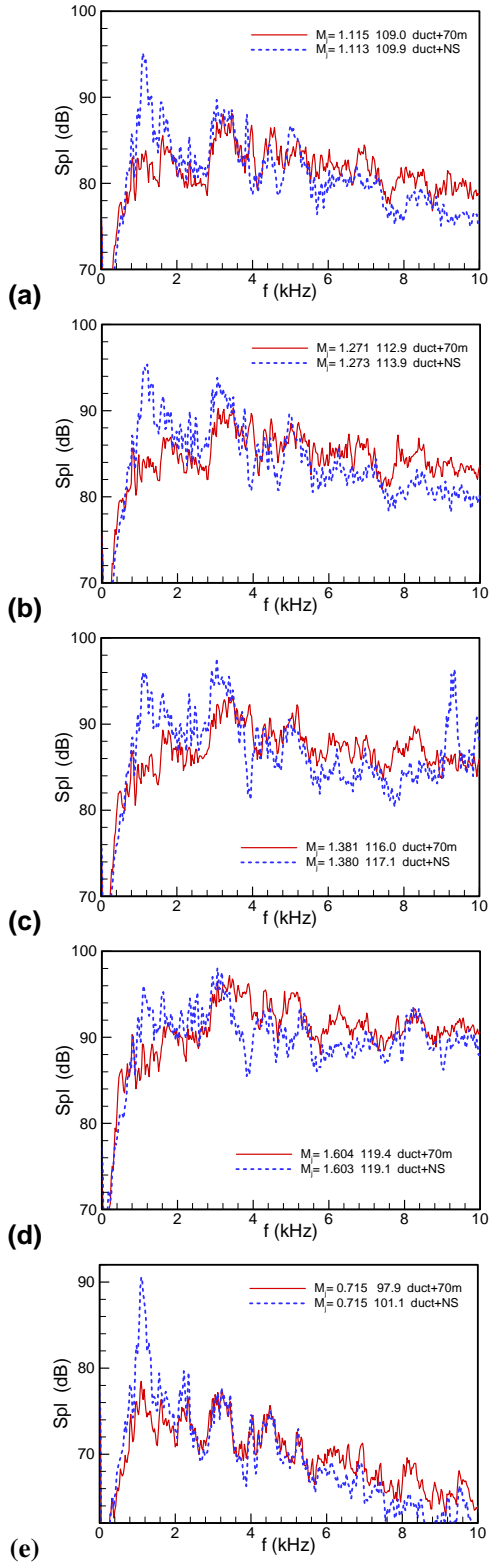 100
M_j= 1.115 109.0 duct+70m
M_j= 1.113 109.9 duct+NS
90
Spl (dB)
80
70
0 2 4 6 8 10
f (kHz)
(a)
100
M_j= 1.271 112.9 duct+70m
M_j= 1.273 113.9 duct+NS
90
Spl (dB)
80
70
0 2 4 6 8 10
f (kHz)
(b)
100
90
Spl (dB)
80
M_j= 1.381 116.0 duct+70m
M_j= 1.380 117.1 duct+NS
70
0 2 4 6 8 10
f (kHz)
(c)
100
90
Spl (dB)
80
M_j= 1.604 119.4 duct+70m
M_j= 1.603 119.1 duct+NS
70
0 2 4 6 8 10
f (kHz)
(d)
90
M_j= 0.715 97.9 duct+70m
M_j= 0.715 101.1 duct+NS
80
Spl (dB)
70
0 2 4 6 8 10
f (kHz)
(e)